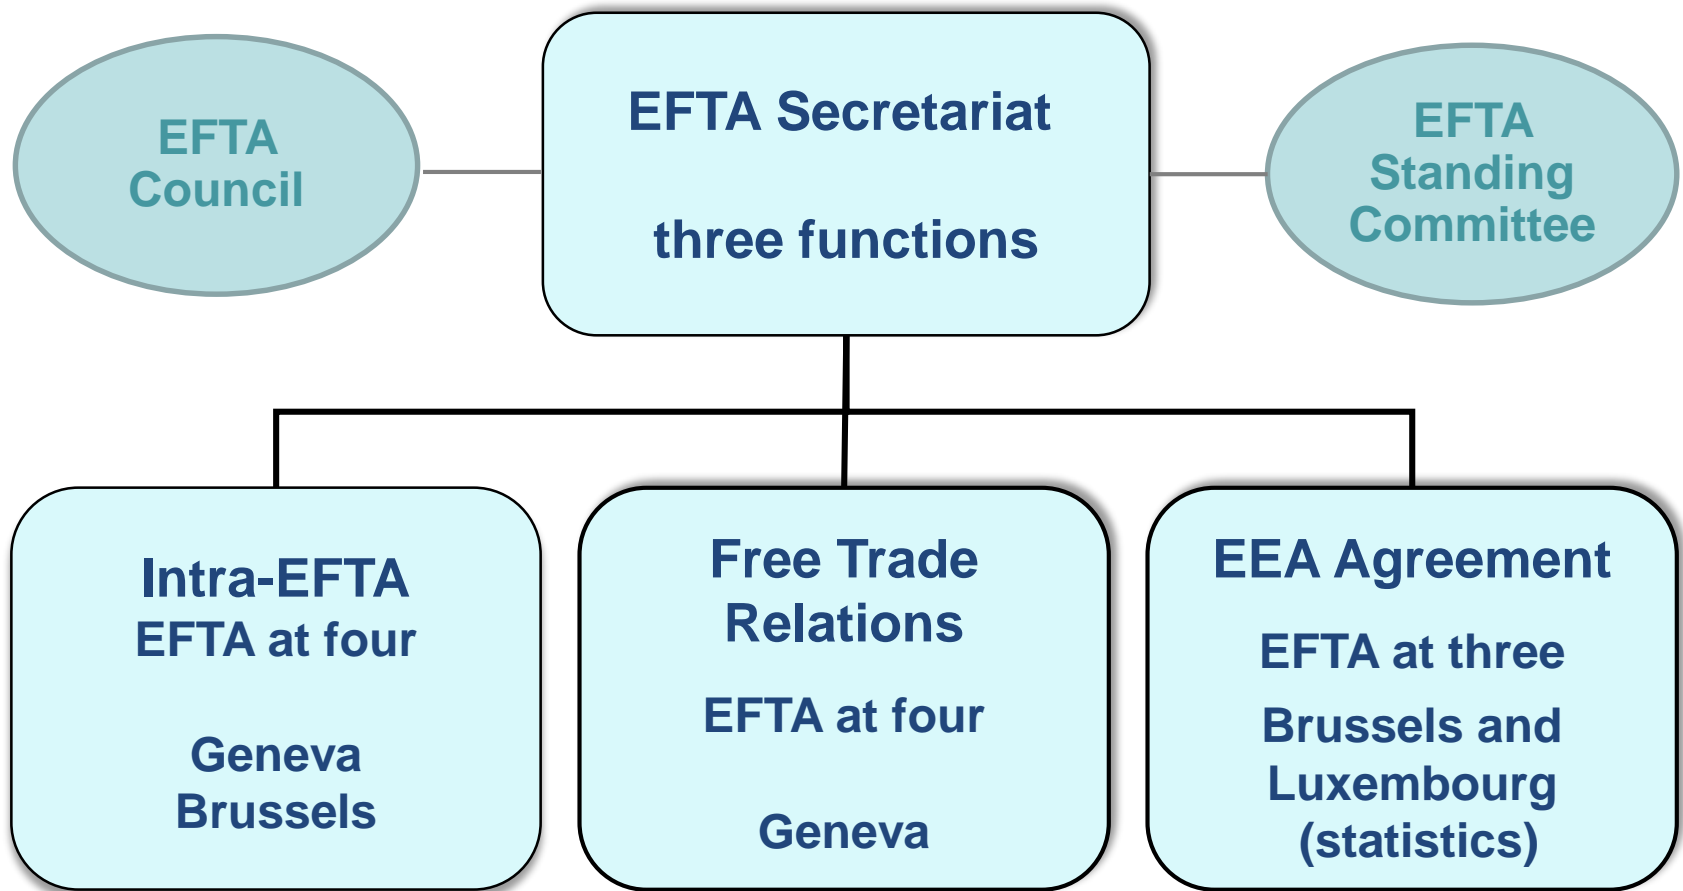 EFTA
Council
EFTA Secretariat
three functions
EFTA
Standing
Committee
Intra-EFTA
EFTA at four
Geneva
Brussels
Free Trade
Relations
EFTA at four
Geneva
EEA Agreement
EFTA at three
Brussels and
Luxembourg
(statistics)